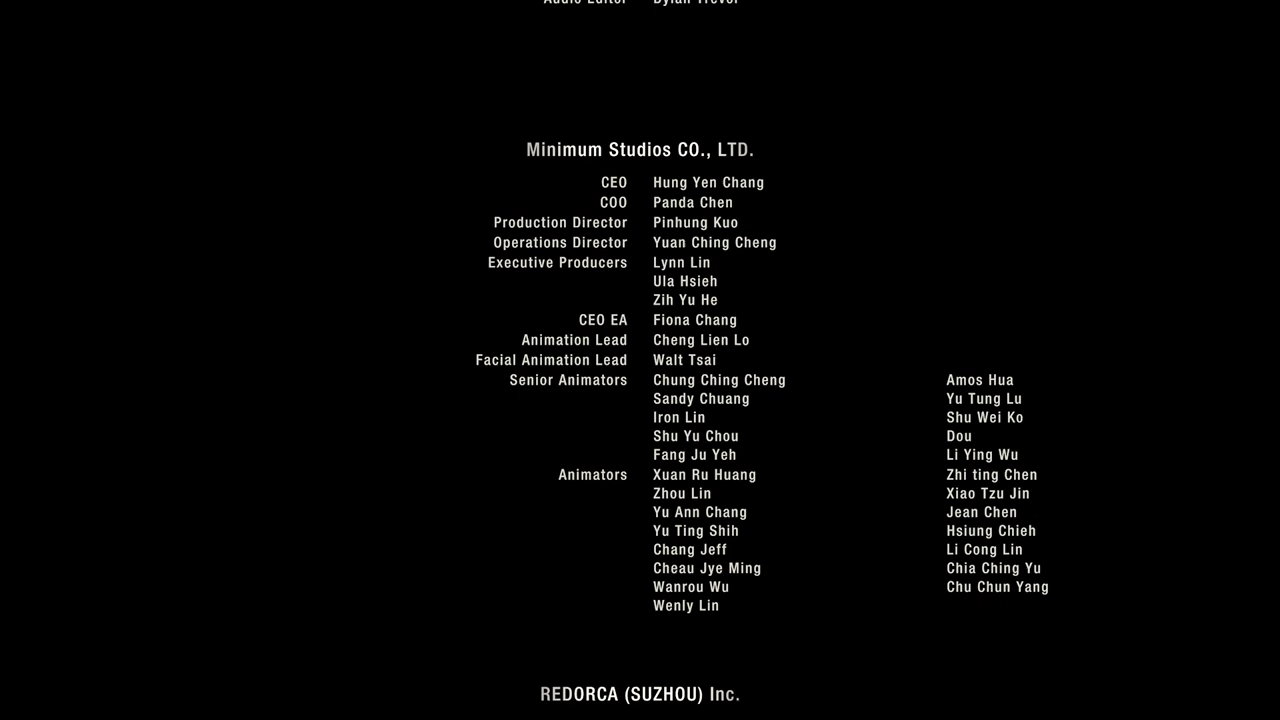 Audio Editor Dylan Trevor
Minimum Studios CO., LTD.
CEO Hung Yen Chang
COO Panda Chen
Production Director Pinhung Kuo
Operations Director Yuan Ching Cheng
Executive Producers Lynn Lin
Ula Hsieh
Zih Yu He
CEO EA Fiona Chang
Animation Lead Cheng Lien Lo
Facial Animation Lead Walt Tsai
Senior Animators Chung Ching Cheng Amos Hua
Sandy Chuang Yu Tung Lu
Iron Lin Shu Wei Ko
Shu Yu Chou Dou
Fang Ju Yeh Li Ying Wu
Animators Xuan Ru Huang Zhi ting Chen
Zhou Lin Xiao Tzu Jin
Yu Ann Chang Jean Chen
Yu Ting Shih Hsiung Chieh
Chang Jeff Li Cong Lin
Cheau Jye Ming Chia Ching Yu
Wanrou Wu Chu Chun Yang
Wenly Lin
REDORCA (SUZHOU) Inc.